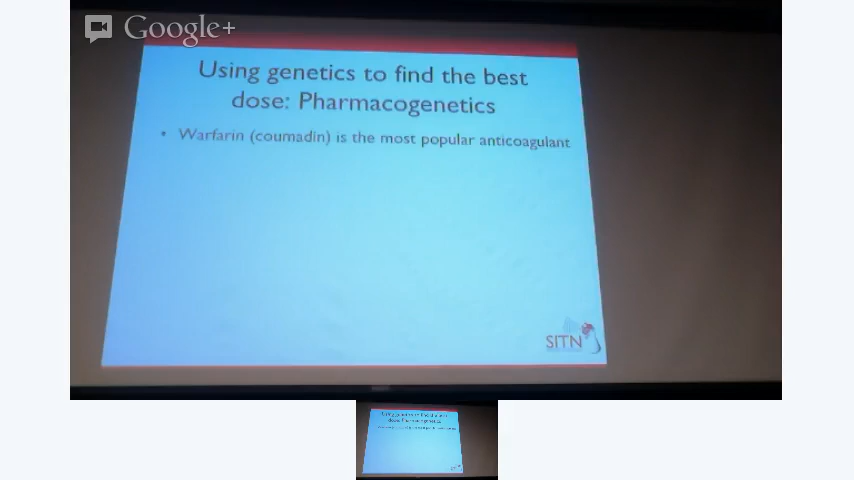 Google+
Using genetics to find the best
dose: Pharmacogenetics
• Warfarin (coumadin) is the most popular anticoagulant
SITN